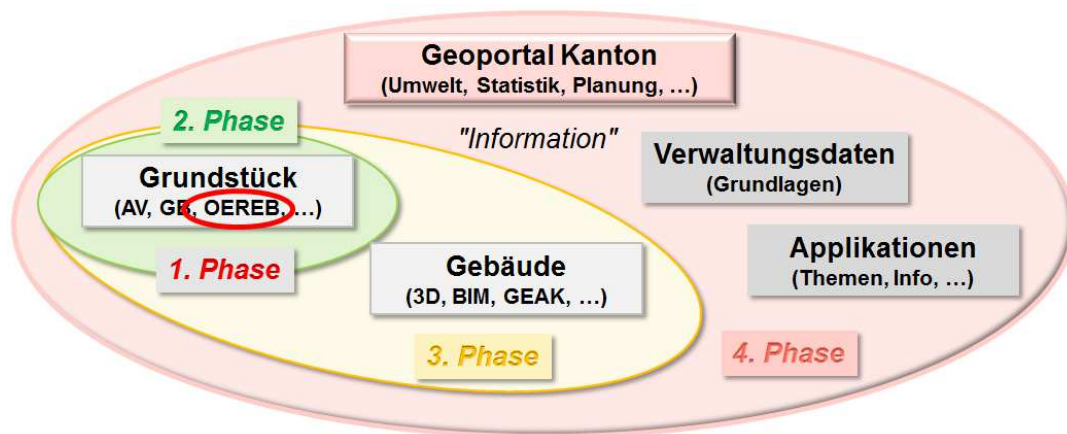 Geoportal Kanton
(Umwelt, Statistik, Planung, …)
2. Phase
"Information"
Verwaltungsdaten
(Grundlagen)
Grundstück
(AV, GB, OEREB, …)
Applikationen
(Themen, Info, …)
1. Phase
Gebäude
(3D, BIM, GEAK, …)
3. Phase
4. Phase